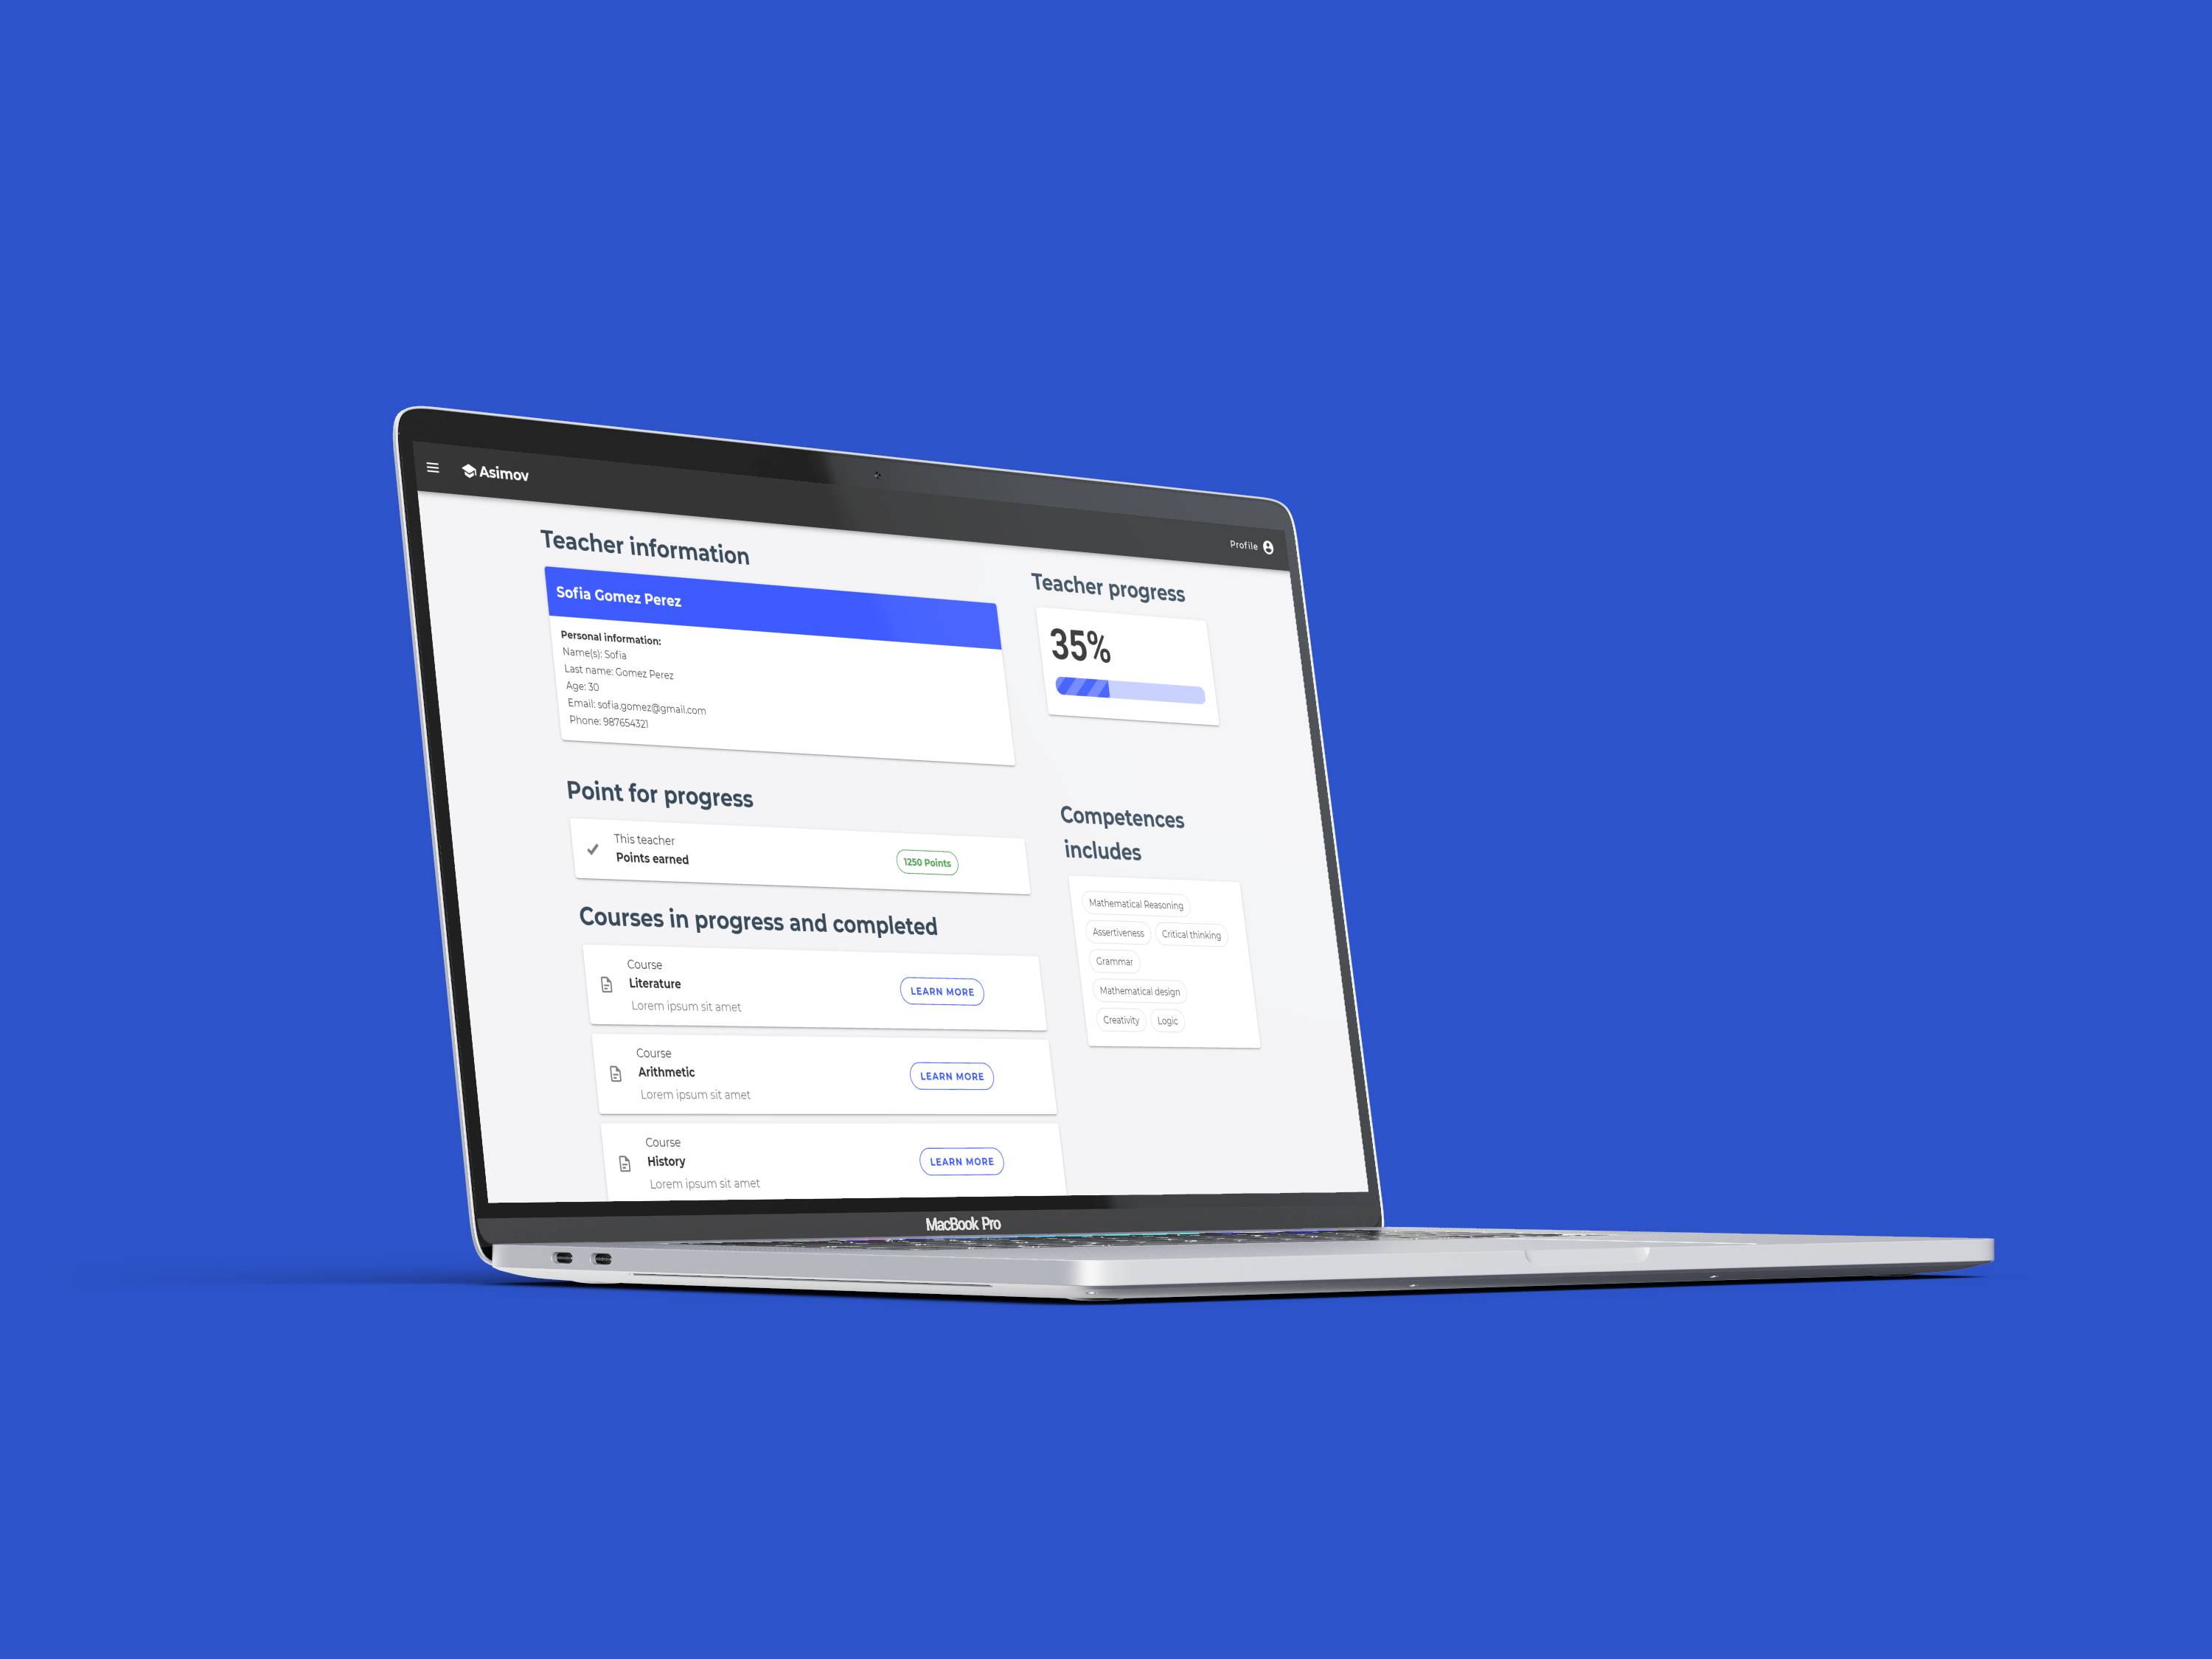 Asimov
Profile
Teacher information
Sofia Gomez Perez
Personal information:
Name(s): Sofia
Last name: Gomez Perez
Age: 30
Email: sofia.gomez@gmail.com
Phone: 987654321
Teacher progress
35%
Point for progress
This teacher
Points earned
1250 Points
Competences
includes
Mathematical Reasoning
Assertiveness
Critical thinking
Grammar
Mathematical design
Creativity
Logic
Courses in progress and completed
Course
Literature
Lorem ipsum sit amet
LEARN MORE
Course
Arithmetic
Lorem ipsum sit amet
LEARN MORE
Course
History
Lorem ipsum sit amet
LEARN MORE
MacBook Pro